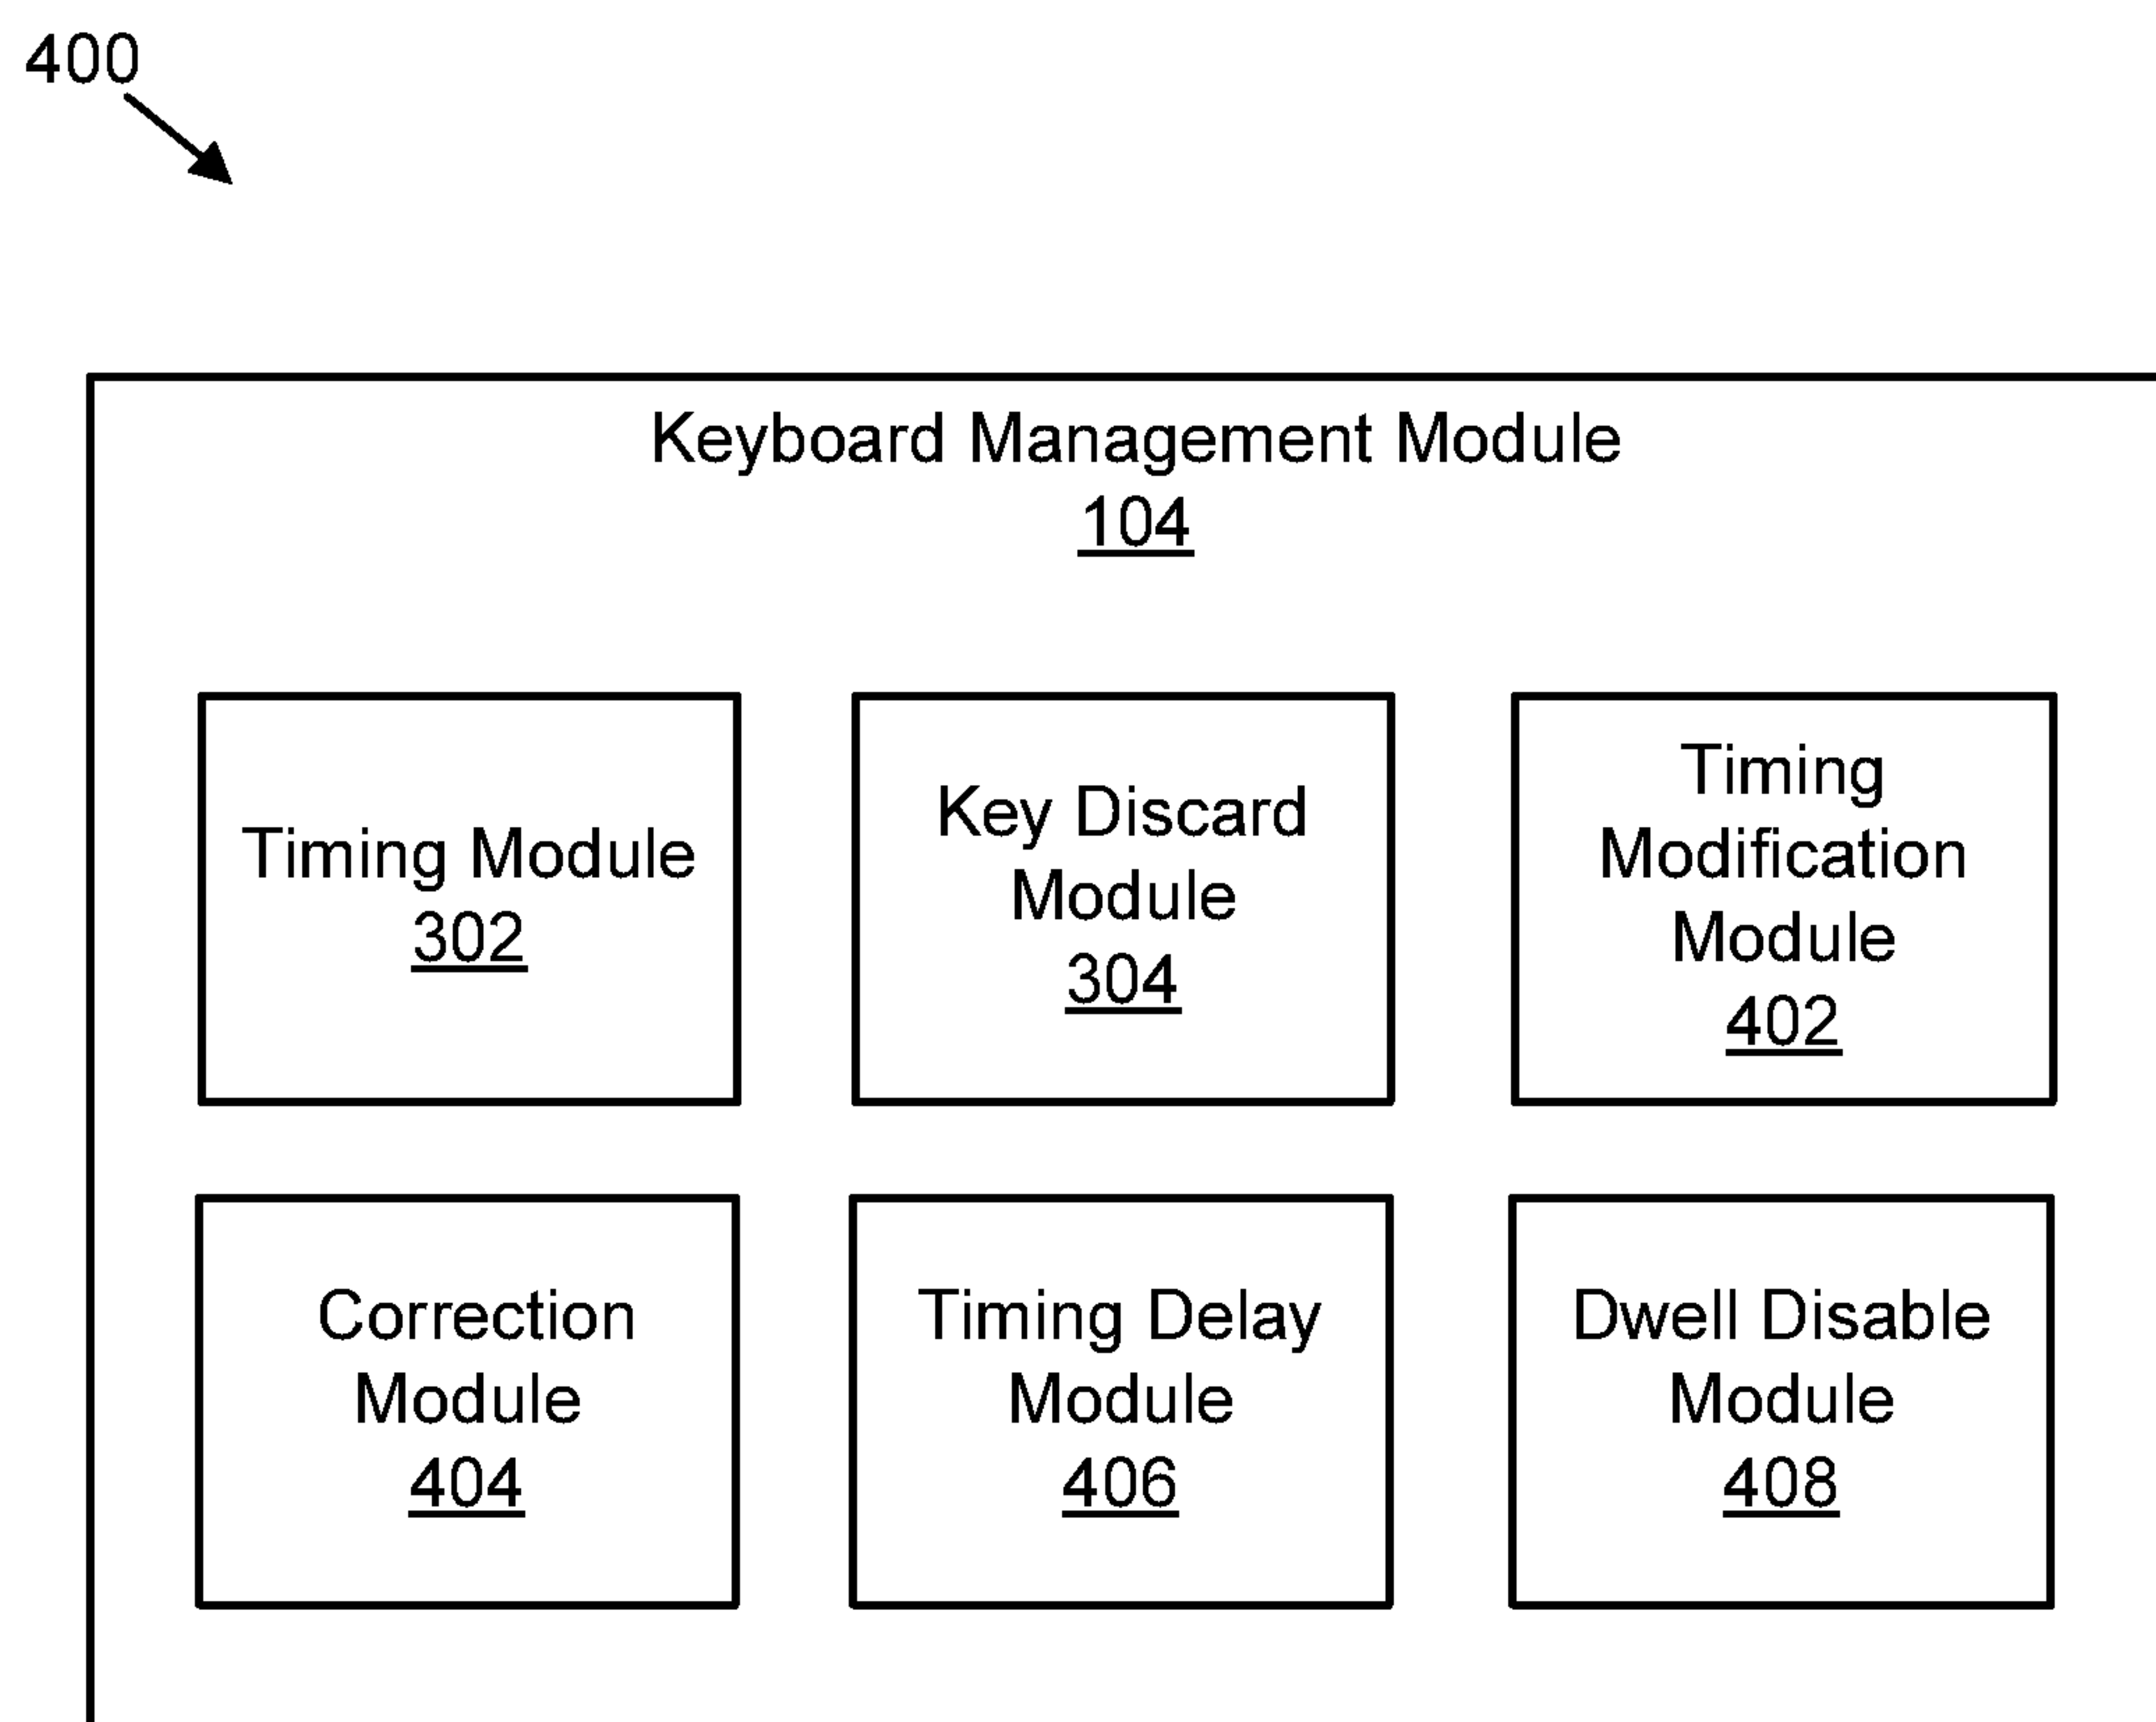 400
Keyboard Management Module
104
Timing Module
302
Key Discard
Module
304
Timing
Modification
Module
402
Correction
Module
404
Timing Delay
Module
406
Dwell Disable
Module
408